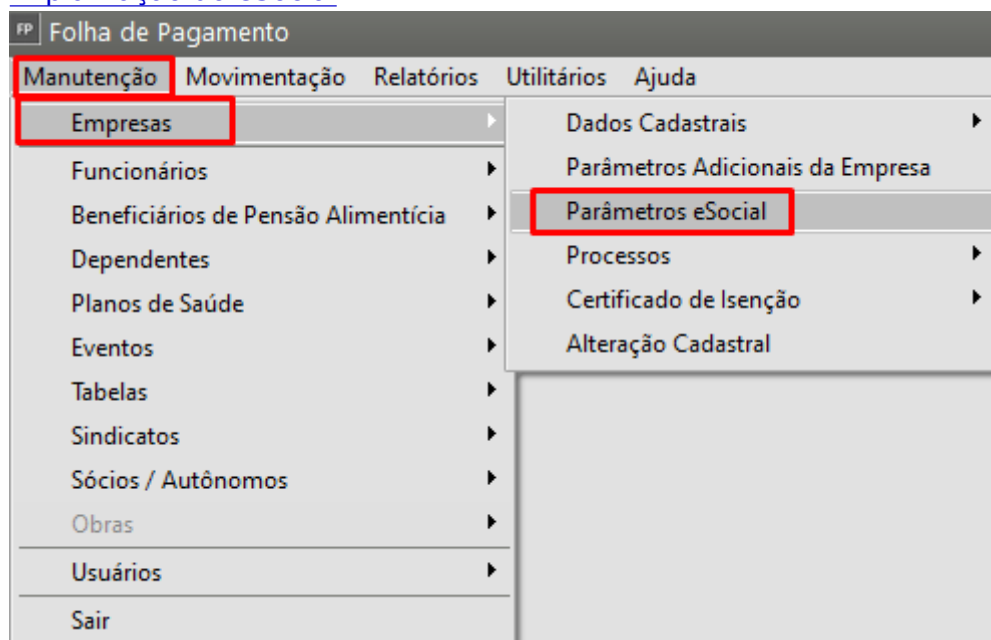 FP Folha de Pagamento
Manutenção Movimentação Relatórios Utilitários Ajuda
Empresas
Funcionários
Beneficiários de Pensão Alimentícia
Dependentes
Planos de Saúde
Eventos
Tabelas
Sindicatos
Sócios / Autônomos
Obras
Usuários
Sair
Dados Cadastrais
Parâmetros Adicionais da Empresa
Parâmetros eSocial
Processos
Certificado de Isenção
Alteração Cadastral